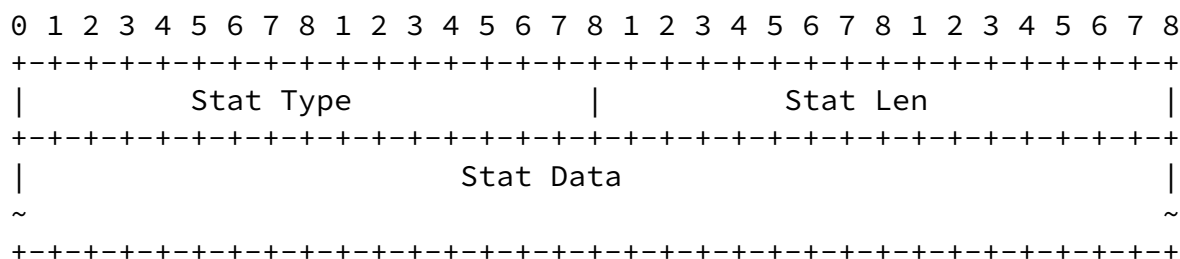 0 1 2 3 4 5 6 7 8 1 2 3 4 5 6 7 8 1 2 3 4 5 6 7 8 1 2 3 4 5 6 7 8
+-+-+-+-+-+-+-+-+-+-+-+-+-+-+-+-+-+-+-+-+-+-+-+-+-+-+-+-+-+-+-+-+
|         Stat Type             |          Stat Len             |
+-+-+-+-+-+-+-+-+-+-+-+-+-+-+-+-+-+-+-+-+-+-+-+-+-+-+-+-+-+-+-+-+
|                        Stat Data                              |
~                                                               ~
+-+-+-+-+-+-+-+-+-+-+-+-+-+-+-+-+-+-+-+-+-+-+-+-+-+-+-+-+-+-+-+-+